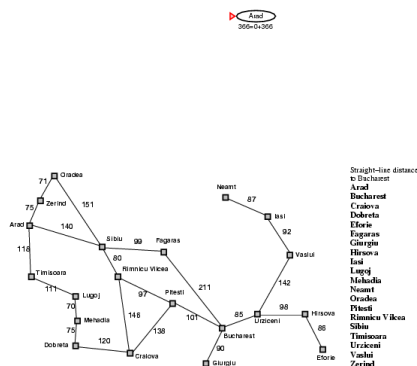 Arad
366=0+366
Straight–line distance
to Bucharest
Arad
Bucharest
Craiova
Dobreta
Eforie
Fagaras
Giurgiu
Hirsova
Iasi
Lugoj
Mehadia
Neamt
Oradea
Pitesti
Rimnicu Vilcea
Sibiu
Timisoara
Urziceni
Vaslui
Zerind
Oradea
71
Neamt
87
Zerind
75
151
Iasi
Arad
140
92
Sibiu
99
Fagaras
118
80
Vaslui
Timisoara
Rimnicu Vilcea
111
Lugoj
97
211
142
Pitesti
70
98
Hirsova
146
101
85
Urziceni
Mehadia
138
86
75
Bucharest
Dobreta
120
90
Craiova
Eforie
Giurgiu